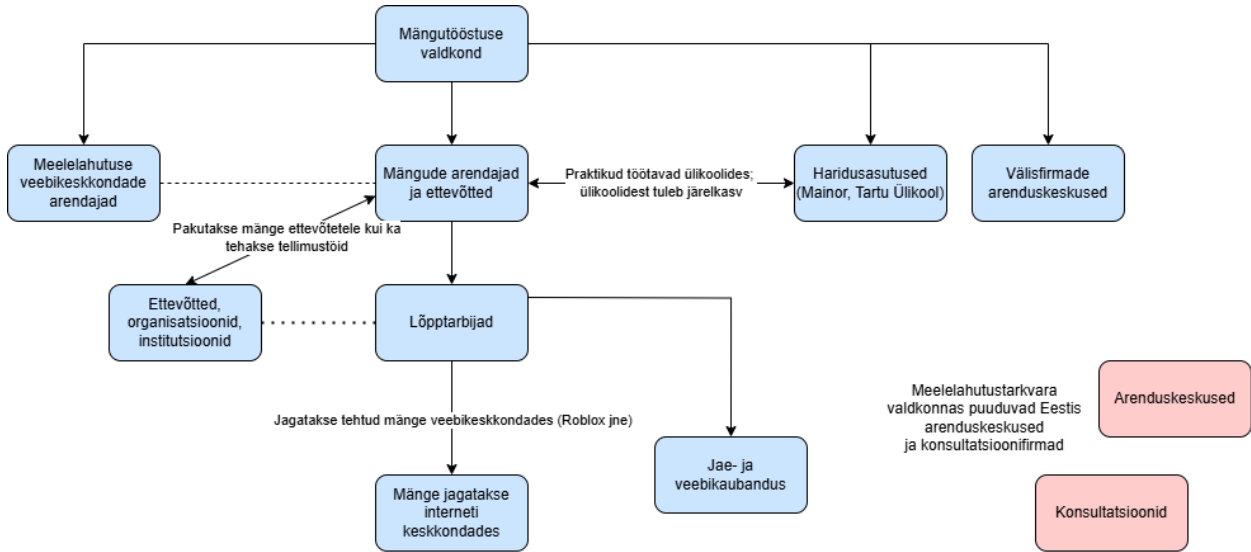 Mängutööstuse
valdkond
Meelelahutuse
veebikeskkondade
arendajad
Mängude arendajad
ja ettevõtted
Praktikud töötavad ülikoolides;
ülikoolidest tuleb järelkasv
Haridusasutused
(Mainor, Tartu Ülikool)
Välisfirmade
arenduskeskused
Pakutakse mänge ettevõtetele kui ka
tehakse tellimustöid
Ettevõtted,
organisatsioonid,
institutsioonid
Lõpptarbijad
Jagatakse tehtud mänge veebikeskkondades (Roblox jne)
Meelelahutustarkvara
valdkonnas puuduvad Eestis
arenduskeskused
ja konsultatsioonifirmad
Arenduskeskused
Jae- ja
veebikaubandus
Mänge jagatakse
interneti
keskkondades
Konsultatsioonid